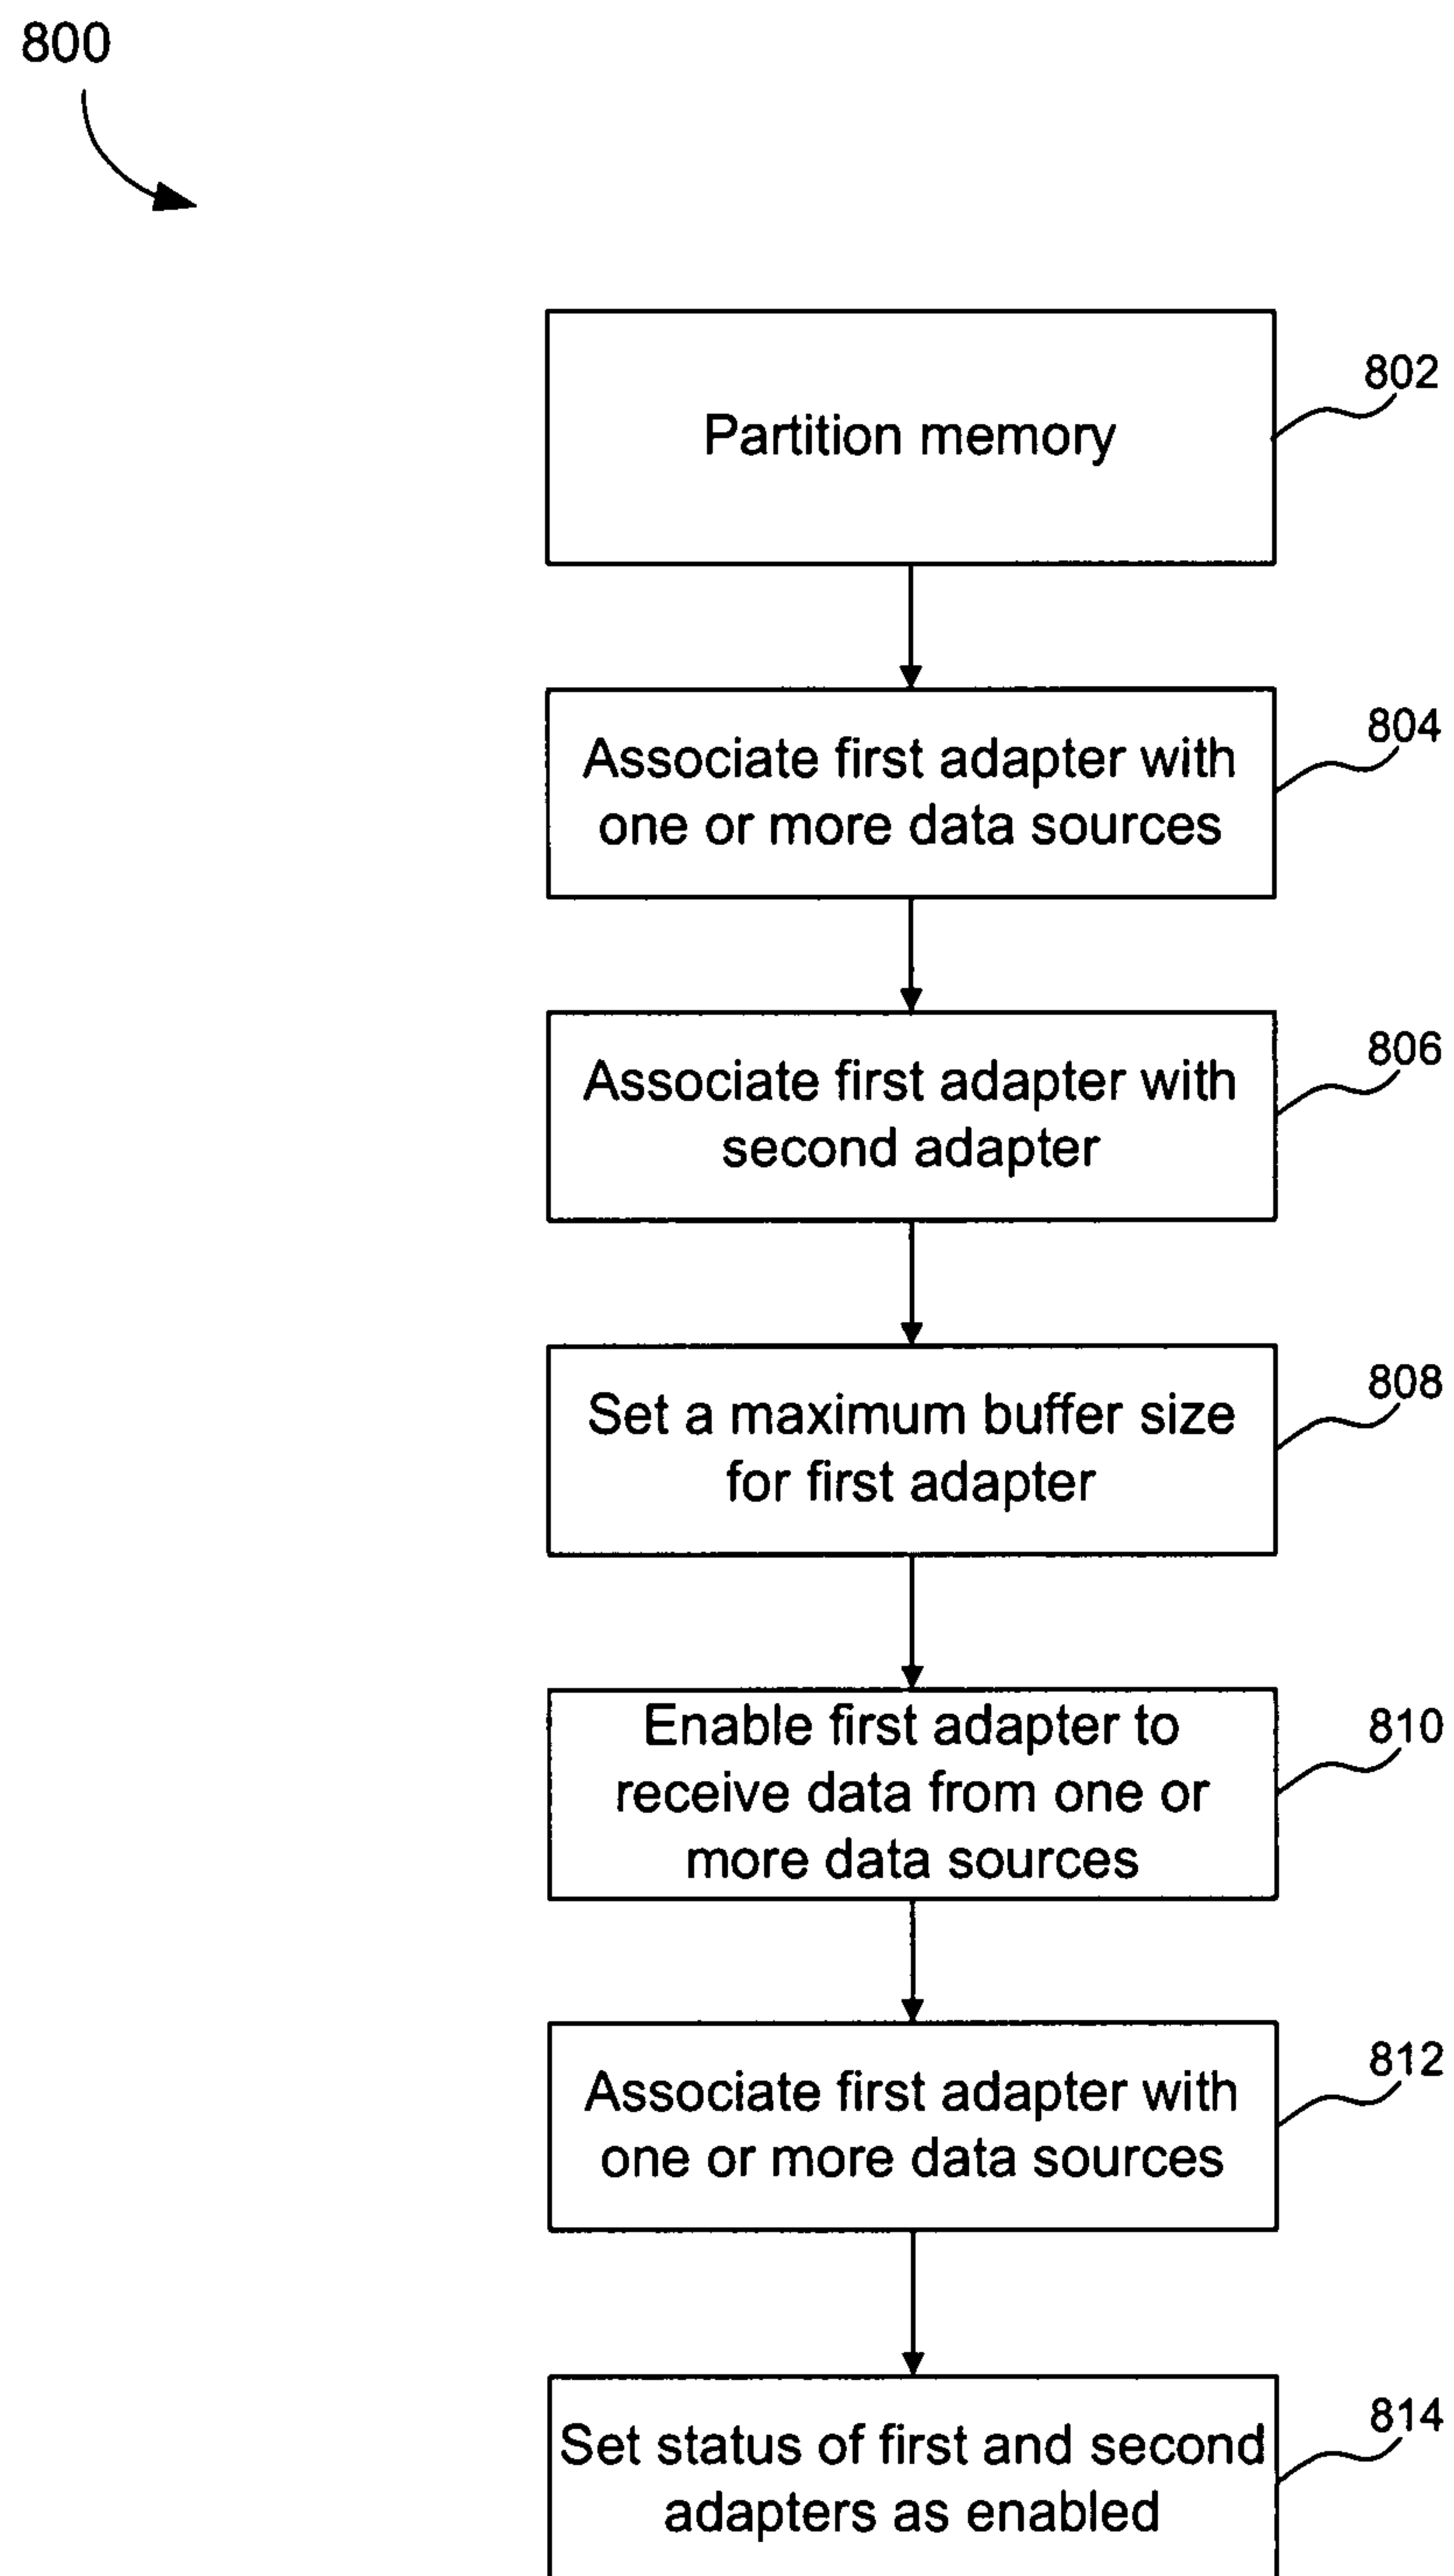 800
Partition memory
802
Associate first adapter with
one or more data sources
804
Associate first adapter with
second adapter
806
Set a maximum buffer size
for first adapter
808
Enable first adapter to
receive data from one or
more data sources
810
Associate first adapter with
one or more data sources
812
Set status of first and second
adapters as enabled
814